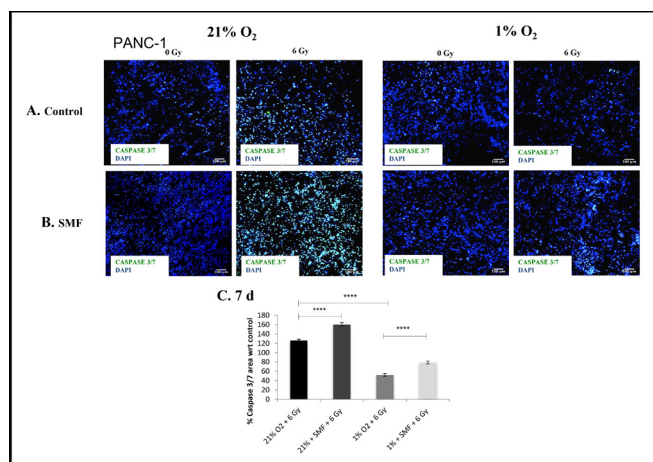 21% O2
1% O2
PANC-1
0 Gy
6 Gy
0 Gy
6 Gy
A. Control
CASPASE 3/7
DAPI
CASPASE 3/7
DAPI
CASPASE 3/7
DAPI
CASPASE 3/7
DAPI
B. SMF
CASPASE 3/7
DAPI
CASPASE 3/7
DAPI
CASPASE 3/7
DAPI
CASPASE 3/7
DAPI
C. 7 d
% Caspase 3/7 area wrt control
180
160
140
120
100
80
60
40
20
0
****
****
****
21% O2 + 6 Gy
21% + SMF + 6 Gy
1% O2 + 6 Gy
1% + SMF + 6 Gy